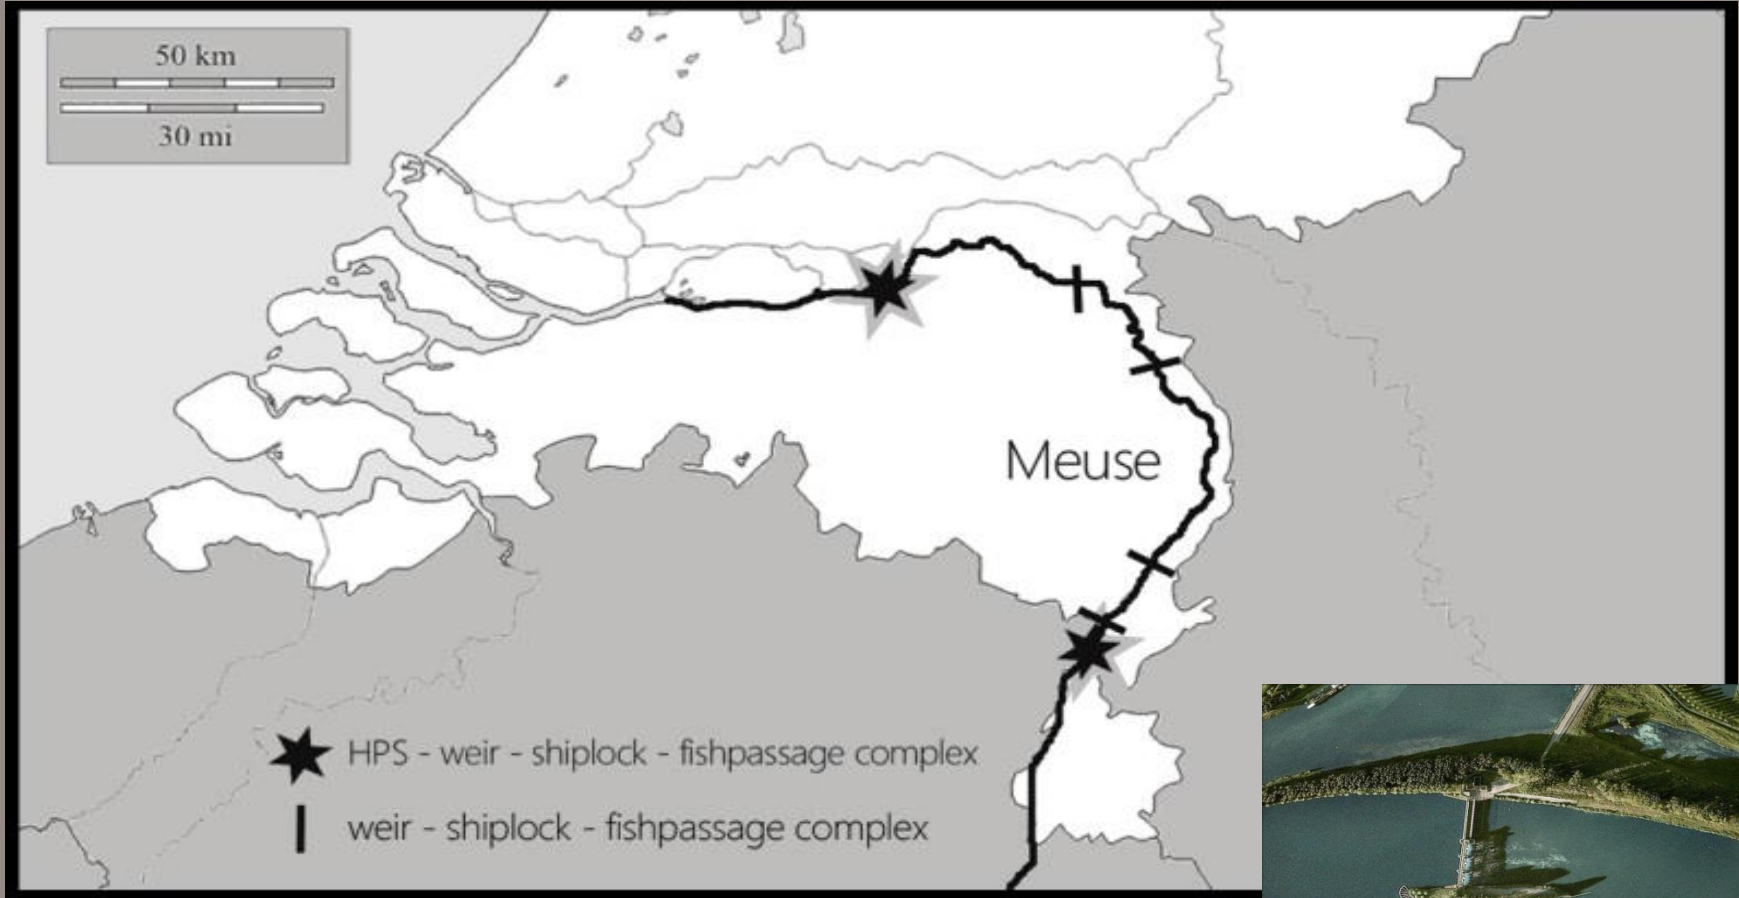 50 km
30 mi
Meuse
HPS - weir - shiplock - fishpassage complex
weir - shiplock - fishpassage complex